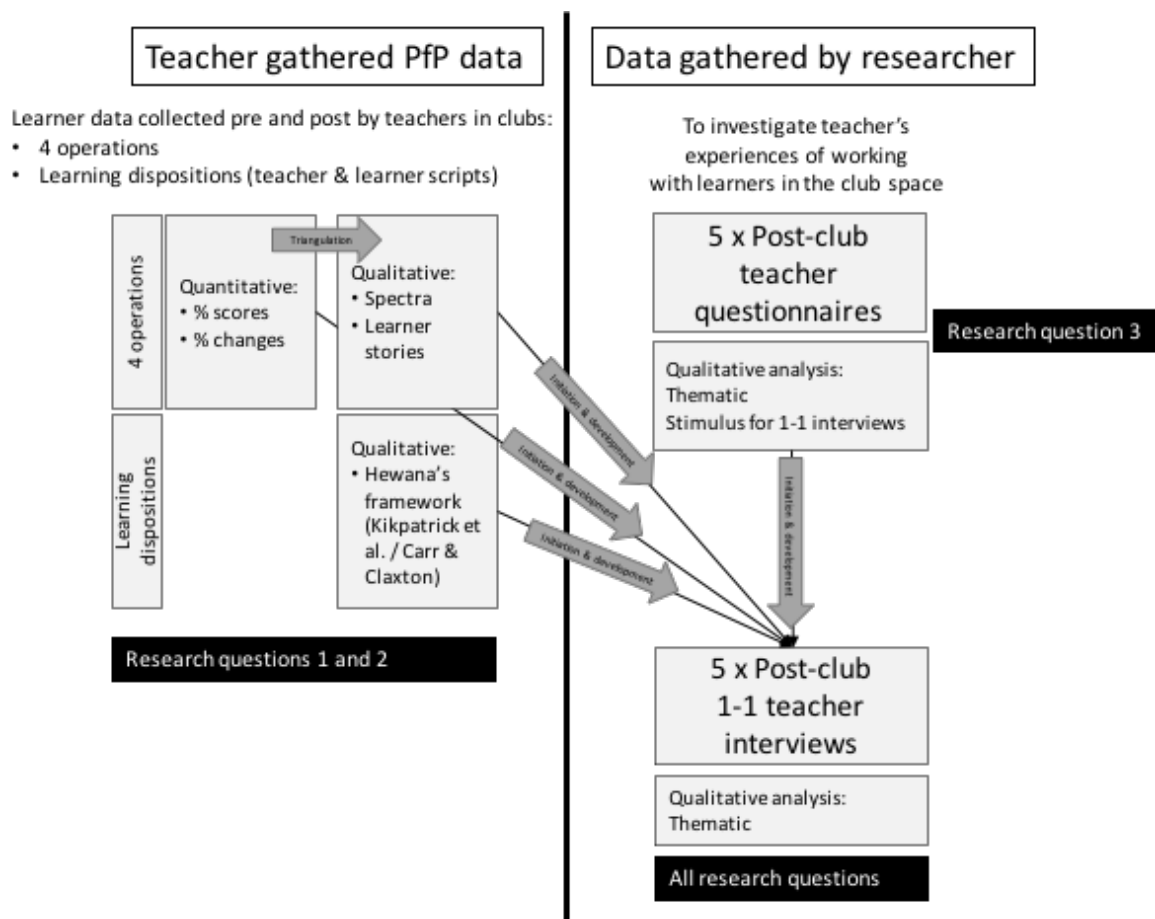 Teacher gathered PfP data
Learner data collected pre and post by teachers in clubs:
• 4 operations
• Learning dispositions (teacher & learner scripts)
4 operations
Quantitative:
• % scores
• % changes
Triangulation
Qualitative:
• Spectra
• Learner
stories
Learning
dispositions
Qualitative:
• Hewana's
framework
(Kikpatrick et
al. / Carr &
Claxton)
Research questions 1 and 2
Initiation & development
Initiation & development
Initiation & development
Data gathered by researcher
To investigate teacher's
experiences of working
with learners in the club space
5 x Post-club
teacher
questionnaires
Research question 3
Qualitative analysis:
Thematic
Stimulus for 1-1 interviews
Initiation & development
5 x Post-club
1-1 teacher
interviews
Qualitative analysis:
Thematic
All research questions